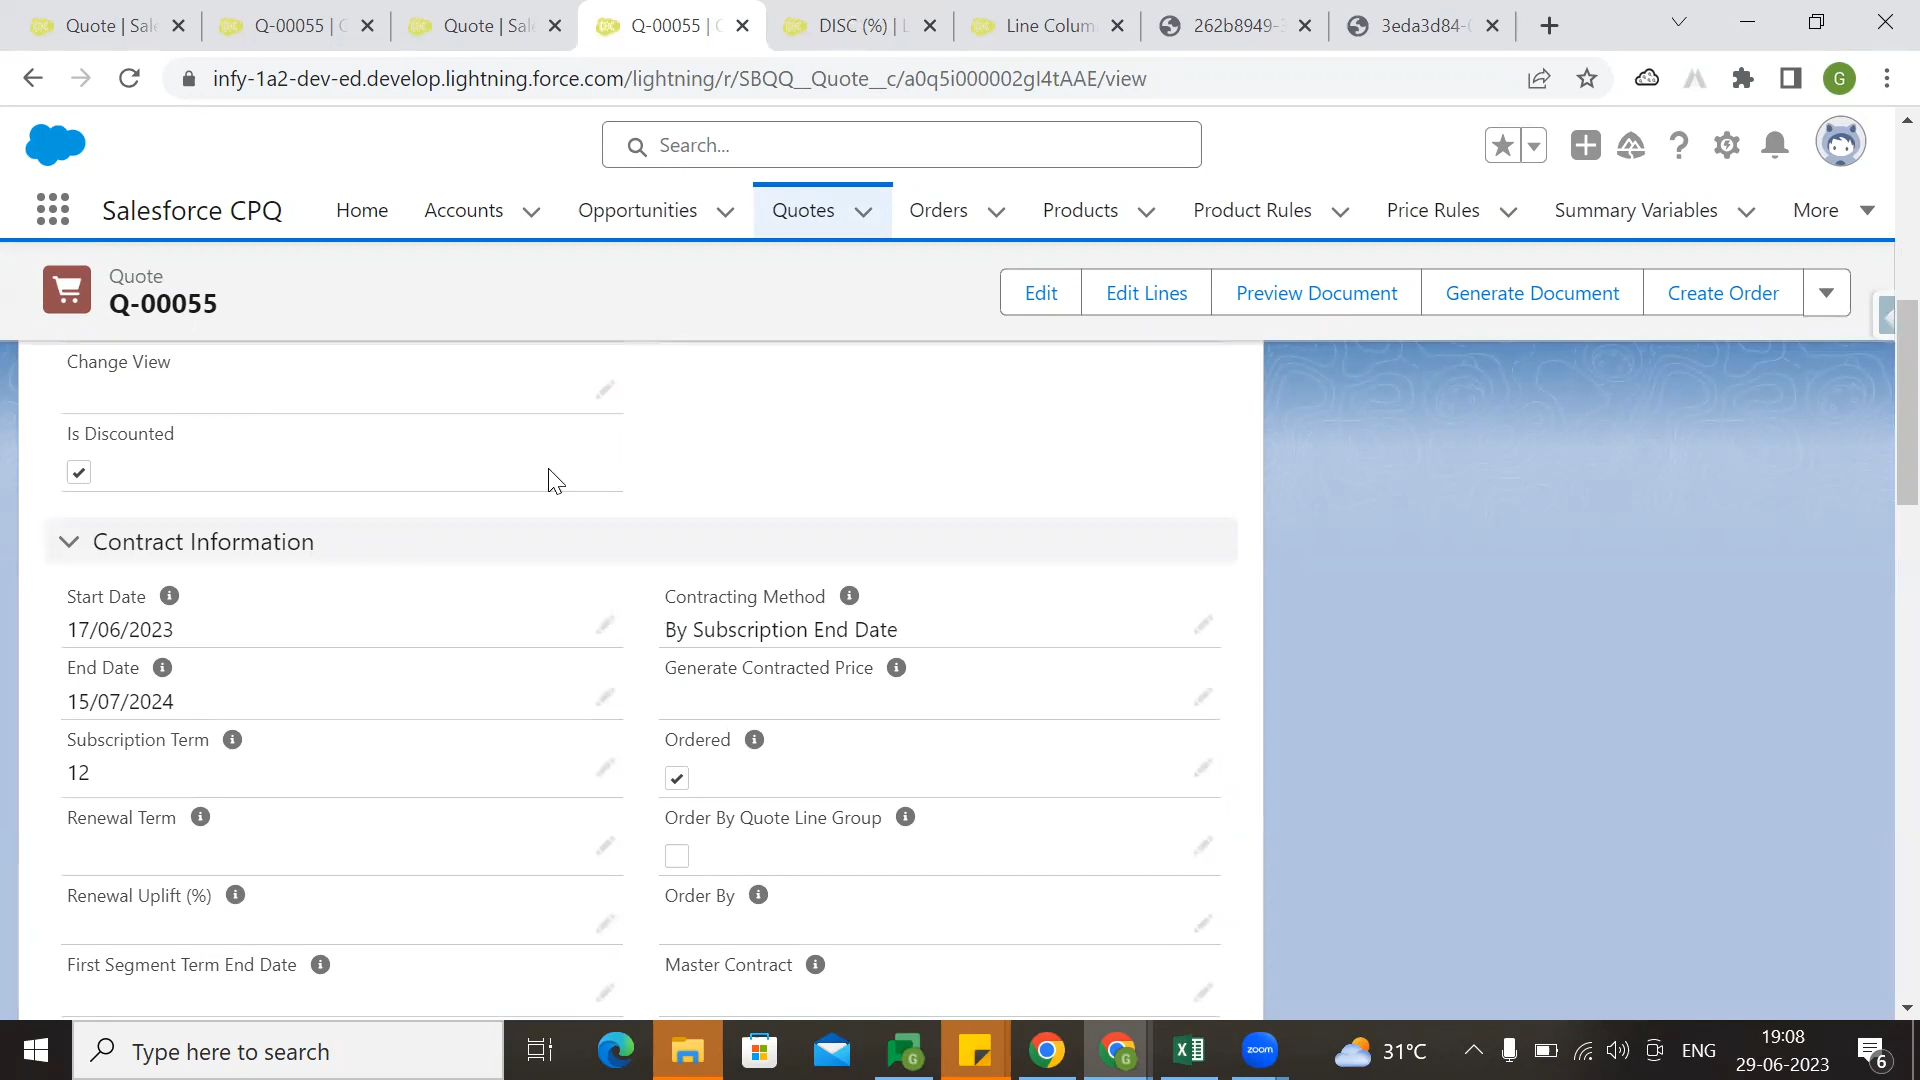 Quote | Sal
Q-00055 | C
Quote | Sal
Q-00055 | C
DISC (%) | L
Line Colum
262b8949-
3eda3d84-
infy-1a2-dev-ed.develop.lightning.force.com/lightning/r/SBQQ__Quote__c/a0q5i000002gI4tAAE/view
G
Search...
Salesforce CPQ
Home
Accounts
Opportunities
Quotes
Orders
Products
Product Rules
Price Rules
Summary Variables
More
Quote
Q-00055
Edit
Edit Lines
Preview Document
Generate Document
Create Order
Change View
Is Discounted
Contract Information
Start Date
17/06/2023
Contracting Method
By Subscription End Date
End Date
15/07/2024
Generate Contracted Price
Subscription Term
12
Ordered
Renewal Term
Order By Quote Line Group
Renewal Uplift (%)
Order By
First Segment Term End Date
Master Contract
Type here to search
G
G
zoom
31°C
ENG
19:08
29-06-2023
6